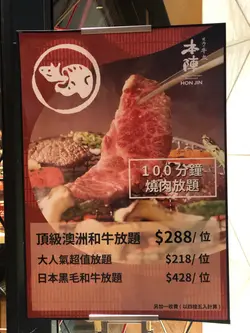 本陣
HON JIN
100分鐘
燒肉放題
頂級澳洲和牛放題 $288/位
大人氣超值放題 $218/位
日本黒毛和牛放題 $428/位